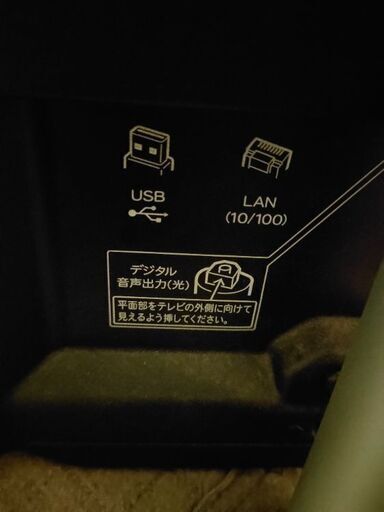 USB
LAN
(10/100)
デジタル
音声出力(光)
平面部をテレビの外側に向けて
見えるよう挿してください。